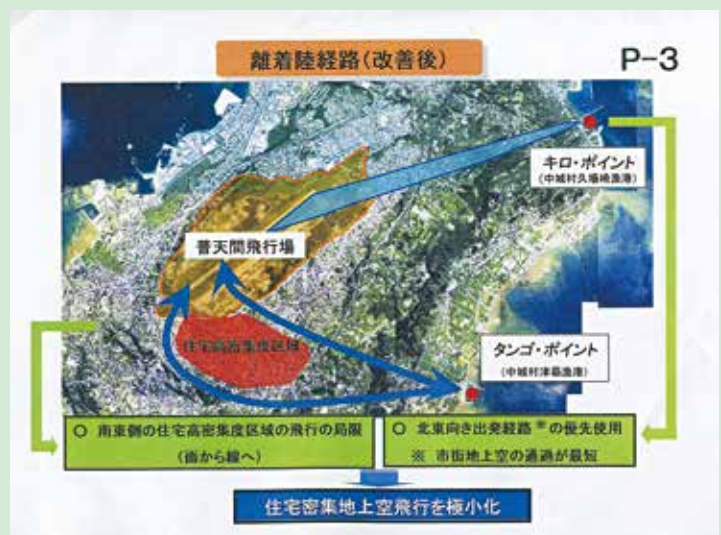 離着陸経路(改善後)
P-3
キロ・ポイント
(中城村久場崎漁港)
普天間飛行場
住宅高密集度区域
タンゴ・ポイント
(中城村津覇漁港)
○ 南東側の住宅高密集度区域の飛行の局限
(面から線へ)
○ 北東向き出発経路※の優先使用
※ 市街地上空の通過が最短
住宅密集地上空飛行を極小化